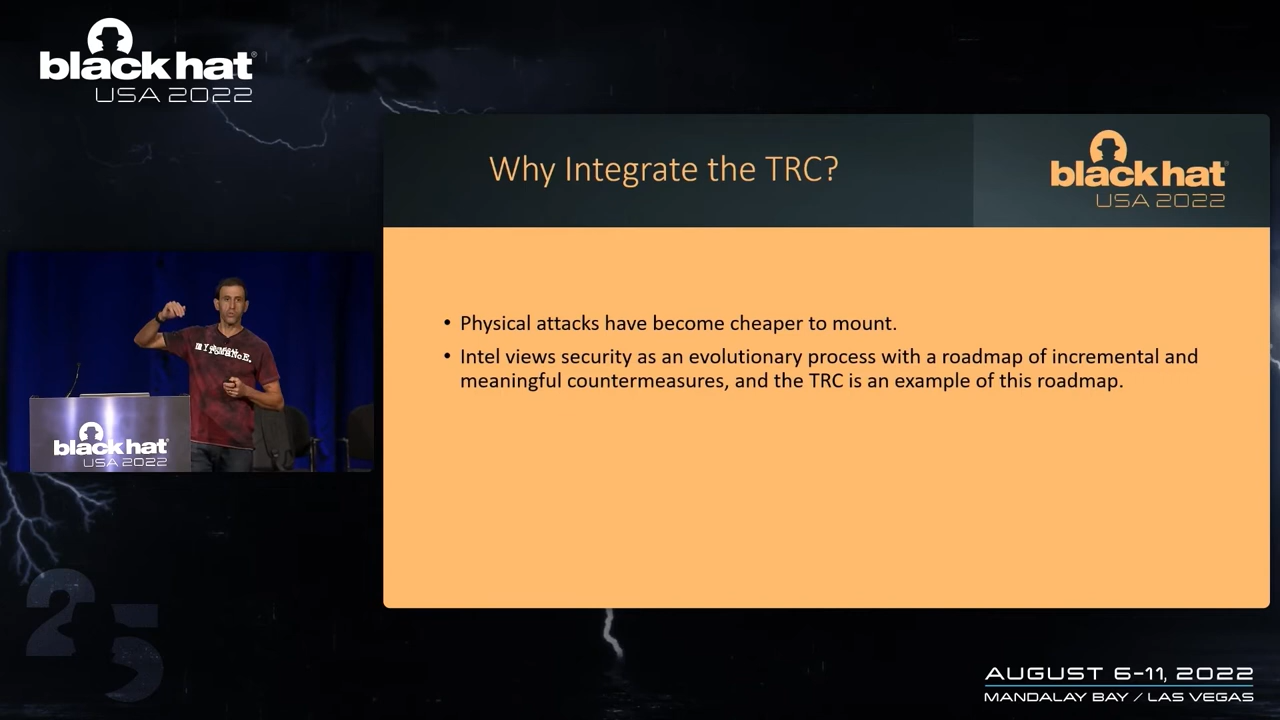 black hat
USA 2022
Why Integrate the TRC?
black hat
USA 2022
• Physical attacks have become cheaper to mount.
• Intel views security as an evolutionary process with a roadmap of incremental and
meaningful countermeasures, and the TRC is an example of this roadmap.
black hat
USA 2022
25
AUGUST 6-11, 2022
MANDALAY BAY / LAS VEGAS